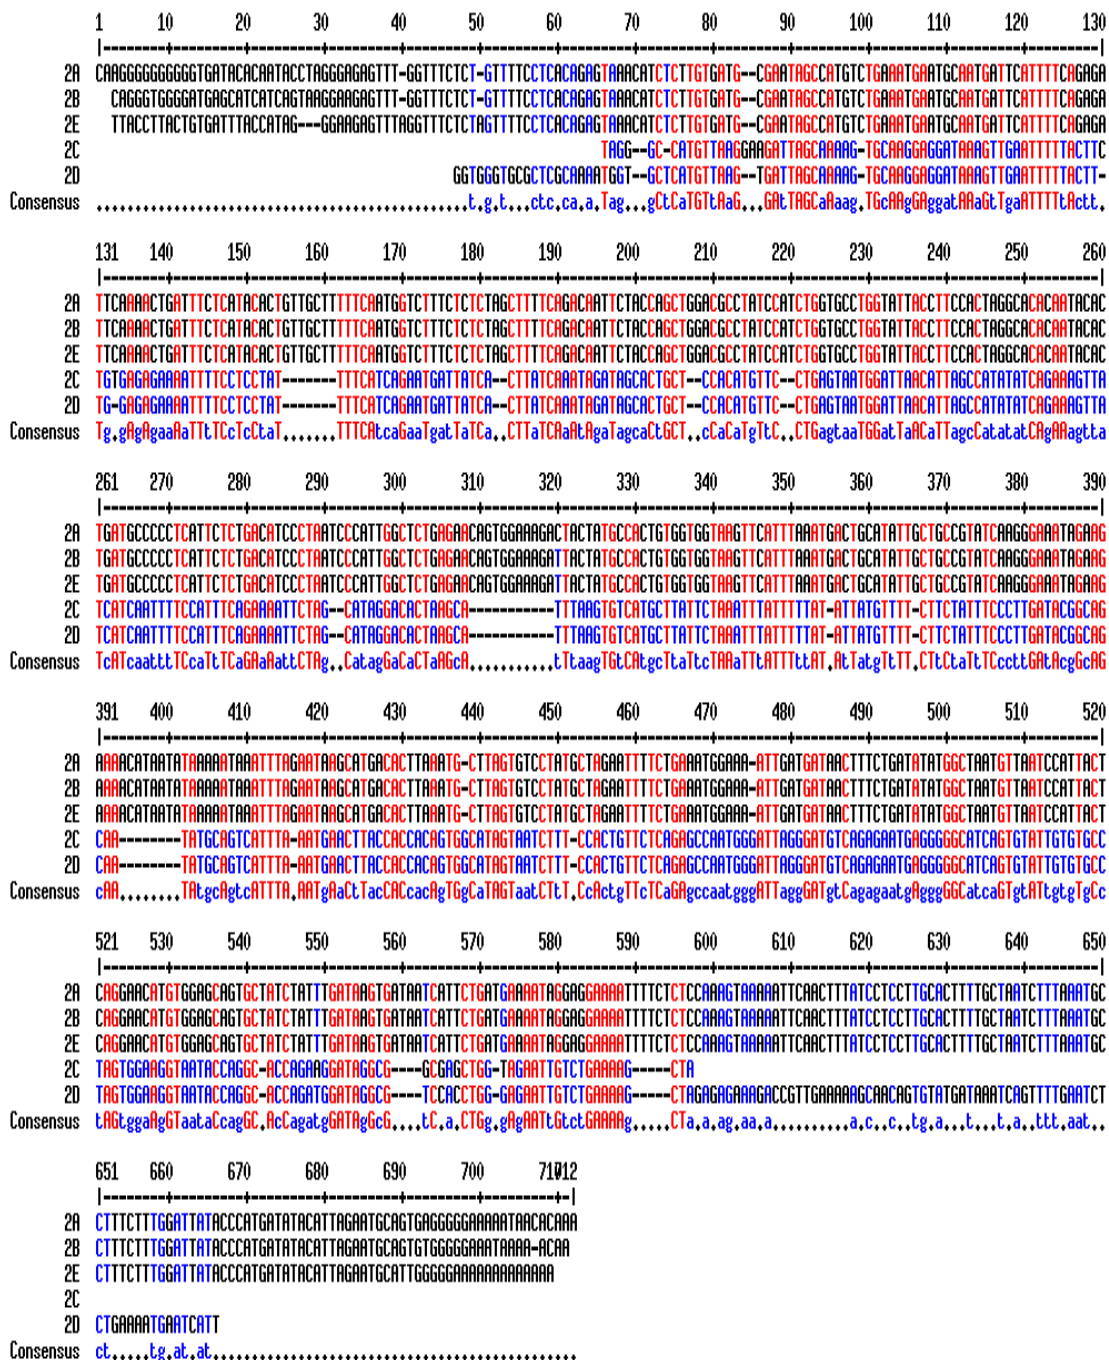 1 10 20 30 40 50 60 70 80 90 100 110 120 130
|--------+---------+---------+---------+---------+---------+---------+---------+---------+---------+---------+---------+---------|
2A CAAGGGGGGGGGTGATACACAATACCTAGGGAGAGTTT-GGTTTCTCT-GTTTTCCTCACAGAGTAAACATCTCTTGTGATG--CGAATAGCCATGTCTGAAATGAATGCAATGATTCATTTTCAGAGA
2B CAGGGTGGGGATGAGCATCATCAGTAAGGAAGAGTTT-GGTTTCTCT-GTTTTCCTCACAGAGTAAACATCTCTTGTGATG--CGAATAGCCATGTCTGAAATGAATGCAATGATTCATTTTCAGAGA
2E TTACCTTACTGTGATTTACCATAG---GGAAGAGTTTAGGTTTCTCTAGTTTTCCTCACAGAGTAAACATCTCTTGTGATG--CGAATAGCCATGTCTGAAATGAATGCAATGATTCATTTTCAGAGA
2C TAGG--GC-CATGTTAAGGAAGATTAGCAAAAG-TGCAAGGAGGATAAAGTTGAATTTTTACTTC
2D GGTGGGTGCGCTCGCAAAATGGT--GCTCATGTTAAG--TGATTAGCAAAAG-TGCAAGGAGGATAAAGTTGAATTTTTACTT-
Consensus ................................................t.g.t...ctc.ca.a.Tag...gCtCaTGTtAaG...GAtTAGCaAaag.TGcAAgGAggatAAaGtTgaATTTTtActt.
131 140 150 160 170 180 190 200 210 220 230 240 250 260
|--------+---------+---------+---------+---------+---------+---------+---------+---------+---------+---------+---------+---------|
2A TTCAAAACTGATTTCTCATACACTGTTGCTTTTTCAATGGTCTTTCTCTCTAGCTTTTCAGACAATTCTACCAGCTGGACGCCTATCCATCTGGTGCCTGGTATTACCTTCCACTAGGCACACAATACAC
2B TTCAAAACTGATTTCTCATACACTGTTGCTTTTTCAATGGTCTTTCTCTCTAGCTTTTCAGACAATTCTACCAGCTGGACGCCTATCCATCTGGTGCCTGGTATTACCTTCCACTAGGCACACAATACAC
2E TTCAAAACTGATTTCTCATACACTGTTGCTTTTTCAATGGTCTTTCTCTCTAGCTTTTCAGACAATTCTACCAGCTGGACGCCTATCCATCTGGTGCCTGGTATTACCTTCCACTAGGCACACAATACAC
2C TGTGAGAGAAAATTTTCCTCCTAT-------TTTCATCAGAATGATTATCA--CTTATCAAATAGATAGCACTGCT--CCACATGTTC--CTGAGTAATGGATTAACATTAGCCATATATCAGAAAGTTA
2D TG-GAGAGAAAATTTTCCTCCTAT-------TTTCATCAGAATGATTATCA--CTTATCAAATAGATAGCACTGCT--CCACATGTTC--CTGAGTAATGGATTAACATTAGCCATATATCAGAAAGTTA
Consensus Tg.gAgAgaaAaTTtTCcTcCtaT.......TTTCAtcaGaaTgatTaTCa..CTTaTCAaAtAgaTagcaCtGCT..cCaCaTgTtC..CTGagtaaTGGatTaACaTTagcCatatatCAgAAagtta
261 270 280 290 300 310 320 330 340 350 360 370 380 390
|--------+---------+---------+---------+---------+---------+---------+---------+---------+---------+---------+---------+---------|
2A TGATGCCCCCTCATTCTCTGACATCCCTAATCCCATTGGCTCTGAGAACAGTGGAAAGACTACTATGCCACTGTGGTGGTAAGTTCATTTAAATGACTGCATATTGCTGCCGTATCAAGGGAAATAGAAG
2B TGATGCCCCCTCATTCTCTGACATCCCTAATCCCATTGGCTCTGAGAACAGTGGAAAGATTACTATGCCACTGTGGTGGTAAGTTCATTTAAATGACTGCATATTGCTGCCGTATCAAGGGAAATAGAAG
2E TGATGCCCCCTCATTCTCTGACATCCCTAATCCCATTGGCTCTGAGAACAGTGGAAAGATTACTATGCCACTGTGGTGGTAAGTTCATTTAAATGACTGCATATTGCTGCCGTATCAAGGGAAATAGAAG
2C TCATCAATTTTCCATTTCAGAAAATTCTAG--CATAGGACACTAAGCA-----------TTTAAGTGTCATGCTTATTCTAAATTTATTTTTAT-ATTATGTTTT-CTTCTATTTCCCTTGATACGGCAG
2D TCATCAATTTTCCATTTCAGAAAATTCTAG--CATAGGACACTAAGCA-----------TTTAAGTGTCATGCTTATTCTAAATTTATTTTTAT-ATTATGTTTT-CTTCTATTTCCCTTGATACGGCAG
Consensus TcATcaatttTCcaTtTCaGAaAattCTAg..CataggaCaCTaaGcA...........tTtaagTGtCAtgcTtaTtcTAAaTTtATTTttAT.AtTatgTtTT.CTtCtaTtTCccttGAtAcgGcAG
391 400 410 420 430 440 450 460 470 480 490 500 510 520
|--------+---------+---------+---------+---------+---------+---------+---------+---------+---------+---------+---------+---------|
2A AAAACATAATATAAAAATAAATTTAGAATAAGCATGACACTTAAATG-CTTAGTGTCCTATGCTAGAATTTTCTGAAATGGAAA-ATTGATGATAACTTTCTGATATATGGCTAATGTTAATCCATTACT
2B AAAACATAATATAAAAATAAATTTAGAATAAGCATGACACTTAAATG-CTTAGTGTCCTATGCTAGAATTTTCTGAAATGGAAA-ATTGATGATAACTTTCTGATATATGGCTAATGTTAATCCATTACT
2E AAAACATAATATAAAAATAAATTTAGAATAAGCATGACACTTAAATG-CTTAGTGTCCTATGCTAGAATTTTCTGAAATGGAAA-ATTGATGATAACTTTCTGATATATGGCTAATGTTAATCCATTACT
2C CAA--------TATGCAGTCATTTA-AATGAACTTACCACCACAGTGGCATAGTAATCTTT-CCACTGTTCTCAGAGCCAATGGGATTAGGGATGTCAGAGAATGAGGGGGCATCAGTGTATTGTGTGCC
2D CAA--------TATGCAGTCATTTA-AATGAACTTACCACCACAGTGGCATAGTAATCTTT-CCACTGTTCTCAGAGCCAATGGGATTAGGGATGTCAGAGAATGAGGGGGCATCAGTGTATTGTGTGCC
Consensus cAA........TAtgcAgtcATTTA.AATgAaCtTacCACcacAgTGgCaTAGTaatCTtT.CcActgTTCTCaGAgccaatgggATTaggGATgtCagagaatgAgggGGCatcaGTgtATtgtgtgCc
521 530 540 550 560 570 580 590 600 610 620 630 640 650
|--------+---------+---------+---------+---------+---------+---------+---------+---------+---------+---------+---------+---------|
2A CAGGAACATGTGGAGCAGTGCTATCTATTTGATAAGTGATAATCATTCTGATGAAAATAGGAGGAAAATTTTCTCTCCAAAGTAAAAATTCAACTTTATCCTCCTTGCACTTTTGCTAATCTTTAAATGC
2B CAGGAACATGTGGAGCAGTGCTATCTATTTGATAAGTGATAATCATTCTGATGAAAATAGGAGGAAAATTTTCTCTCCAAAGTAAAAATTCAACTTTATCCTCCTTGCACTTTTGCTAATCTTTAAATGC
2E CAGGAACATGTGGAGCAGTGCTATCTATTTGATAAGTGATAATCATTCTGATGAAAATAGGAGGAAAATTTTCTCTCCAAAGTAAAAATTCAACTTTATCCTCCTTGCACTTTTGCTAATCTTTAAATGC
2C TAGTGGAAGGTAATACCAGGC-ACCAGAAGGATAGGCG----GCGAGCTGG-TAGAATTGTCTGAAAAG-----CTA
2D TAGTGGAAGGTAATACCAGGC-ACCAGATGGATAGGCG----TCCACCTGG-GAGAATTGTCTGAAAAG-----CTAGAGAGAAAGACCGTTGAAAAAGCAACAGTGTATGATAAATCAGTTTTGAATCT
Consensus tAGtggaAgGTaataCcaggC.AcCagatgGATAgGcG....tC.a.CTGg.gAgAATtGtctGAAAAg.....CTa.a.ag.aa.a..........a.c..c..tg.a...t...t.a..ttt.aat..
651 660 670 680 690 700 710712
|--------+---------+---------+---------+---------+---------+-|
2A CTTTCTTTGGATTATACCCATGATATACATTAGAATGCAGTGAGGGGGAAAAATAACACAAA
2B CTTTCTTTGGATTATACCCATGATATACATTAGAATGCAGTGTGGGGGAAATAAAA-ACAA
2E CTTTCTTTGGATTATACCCATGATATACATTAGAATGCATTGGGGGAAAAAAAAAAAAA
2C
2D CTGAAAATGAATCATT
Consensus ct.....tg.at.at...............................................